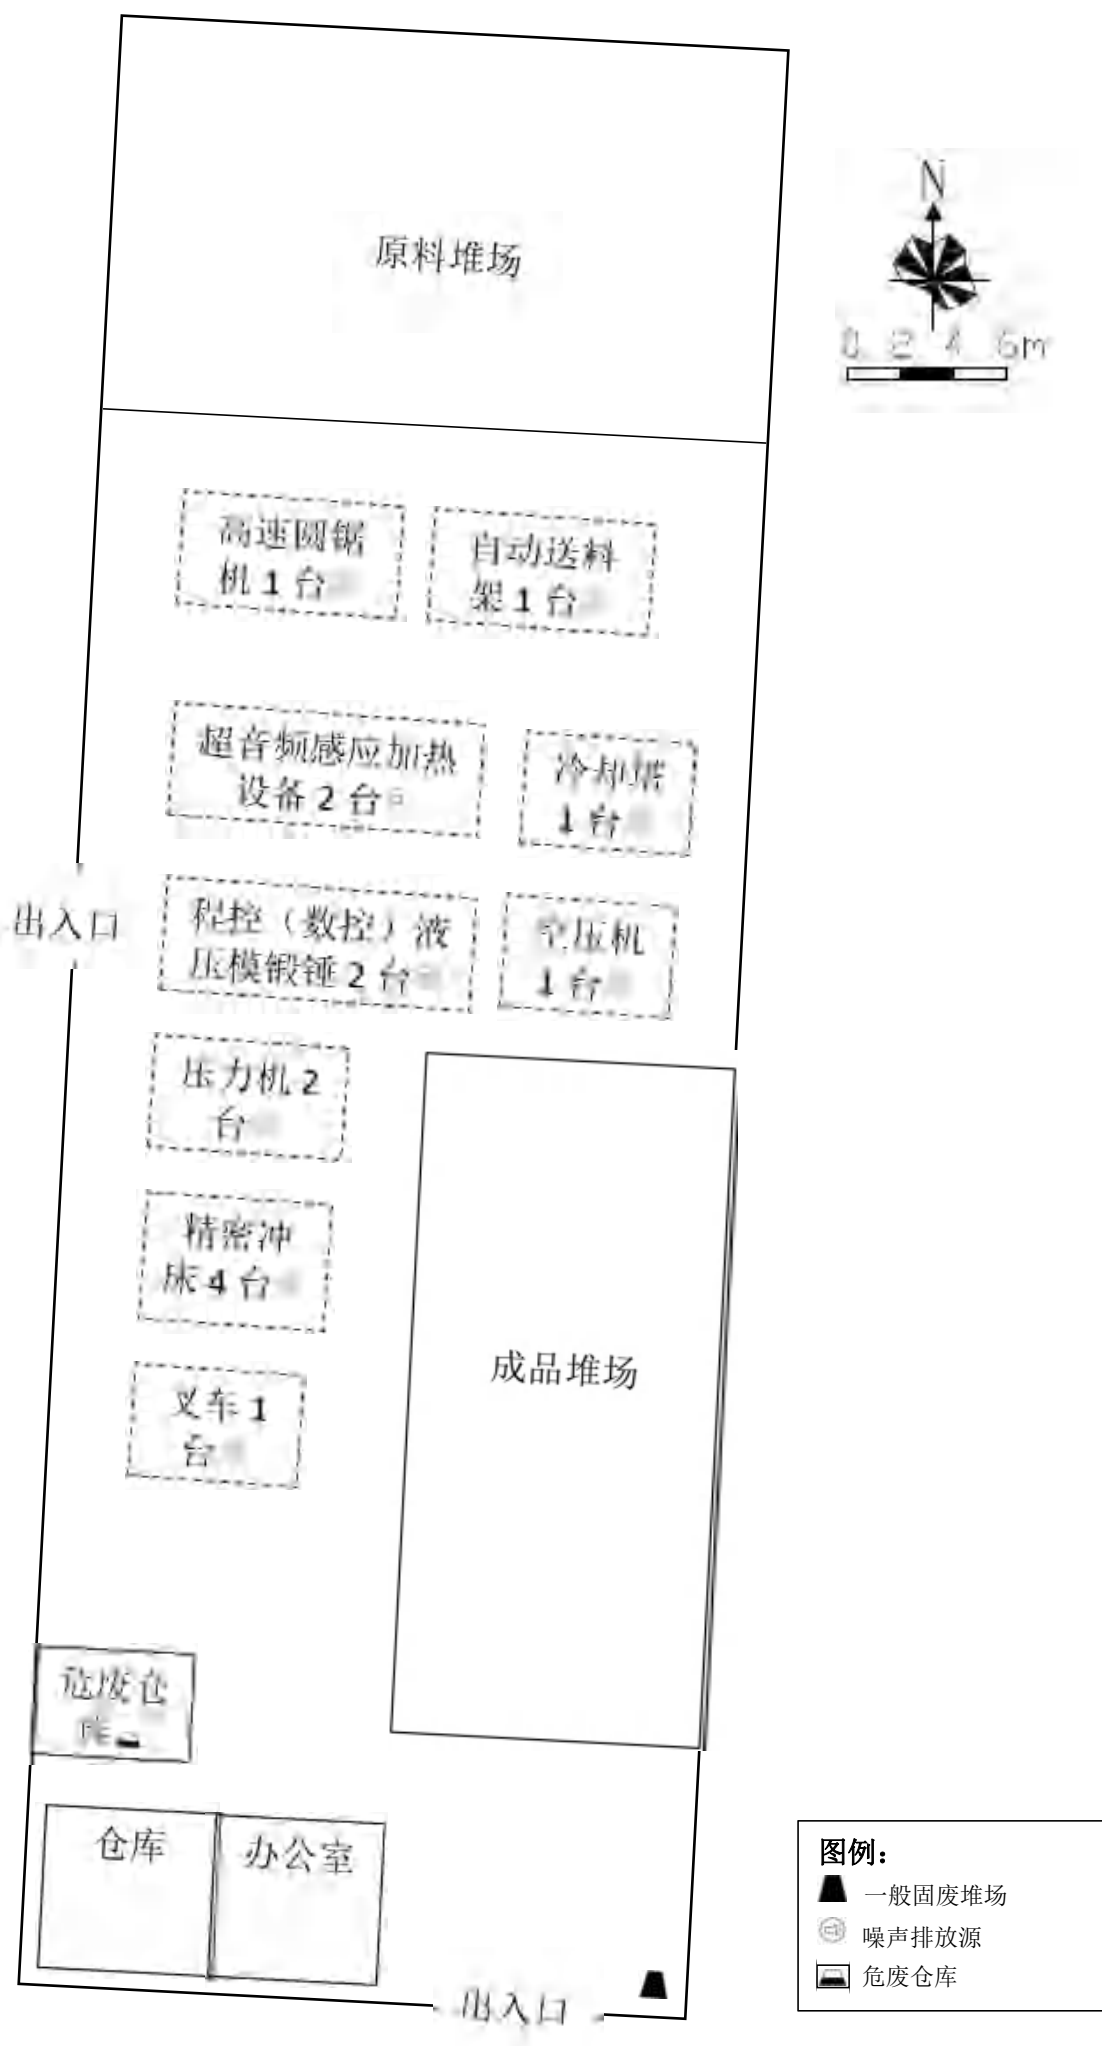 N
0 2 4 6m
原料堆场
高速圆锯
机 1 台
自动送料
架 1 台
超音频感应加热
设备 2 台
冷却塔
1 台
出入口
程控（数控）液
压模锻锤 2 台
空压机
1 台
压力机 2
台
精密冲
床 4 台
成品堆场
叉车 1
台
危废仓
库
仓库
办公室
出入口
图例：
一般固废堆场
噪声排放源
危废仓库